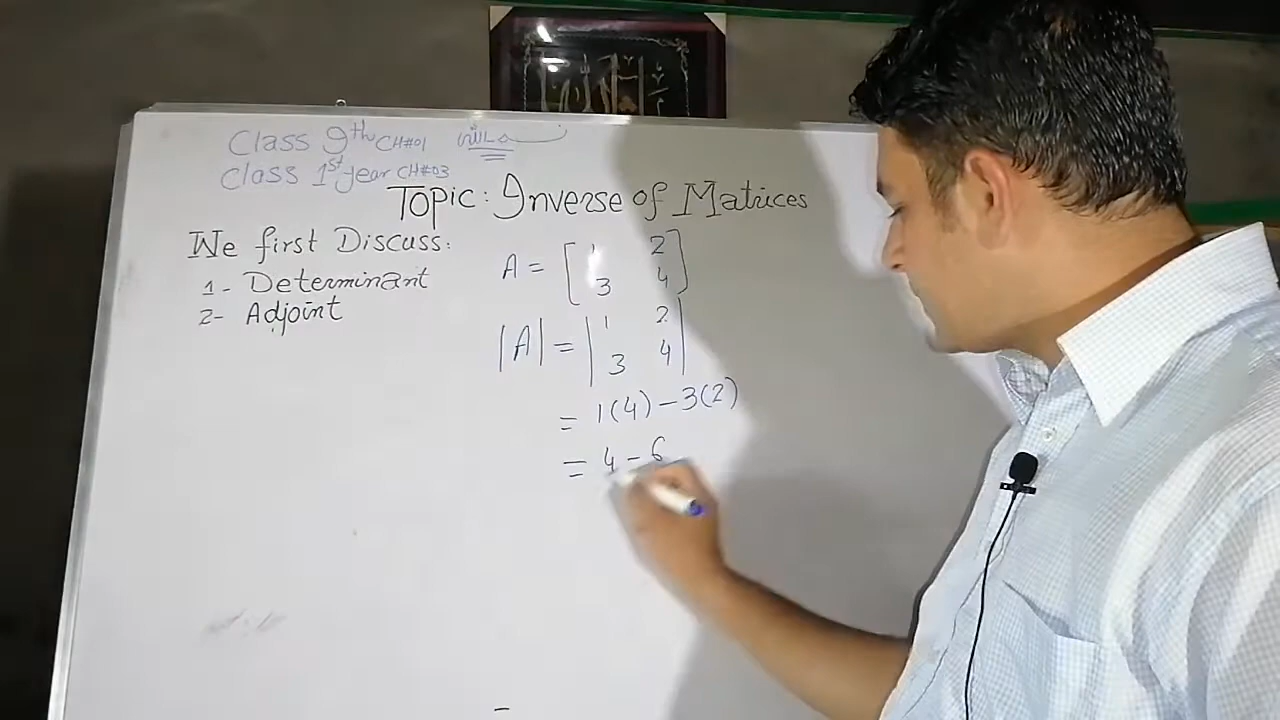 Class 9th CH#01
Class 1st year CH#03
Topic: Inverse of Matrices
We first Discuss:
1- Determinant
2- Adjoint
A = [ 1 2
3 4 ]
|A| = | 1 2
3 4 |
= 1(4) - 3(2)
= 4 - 6